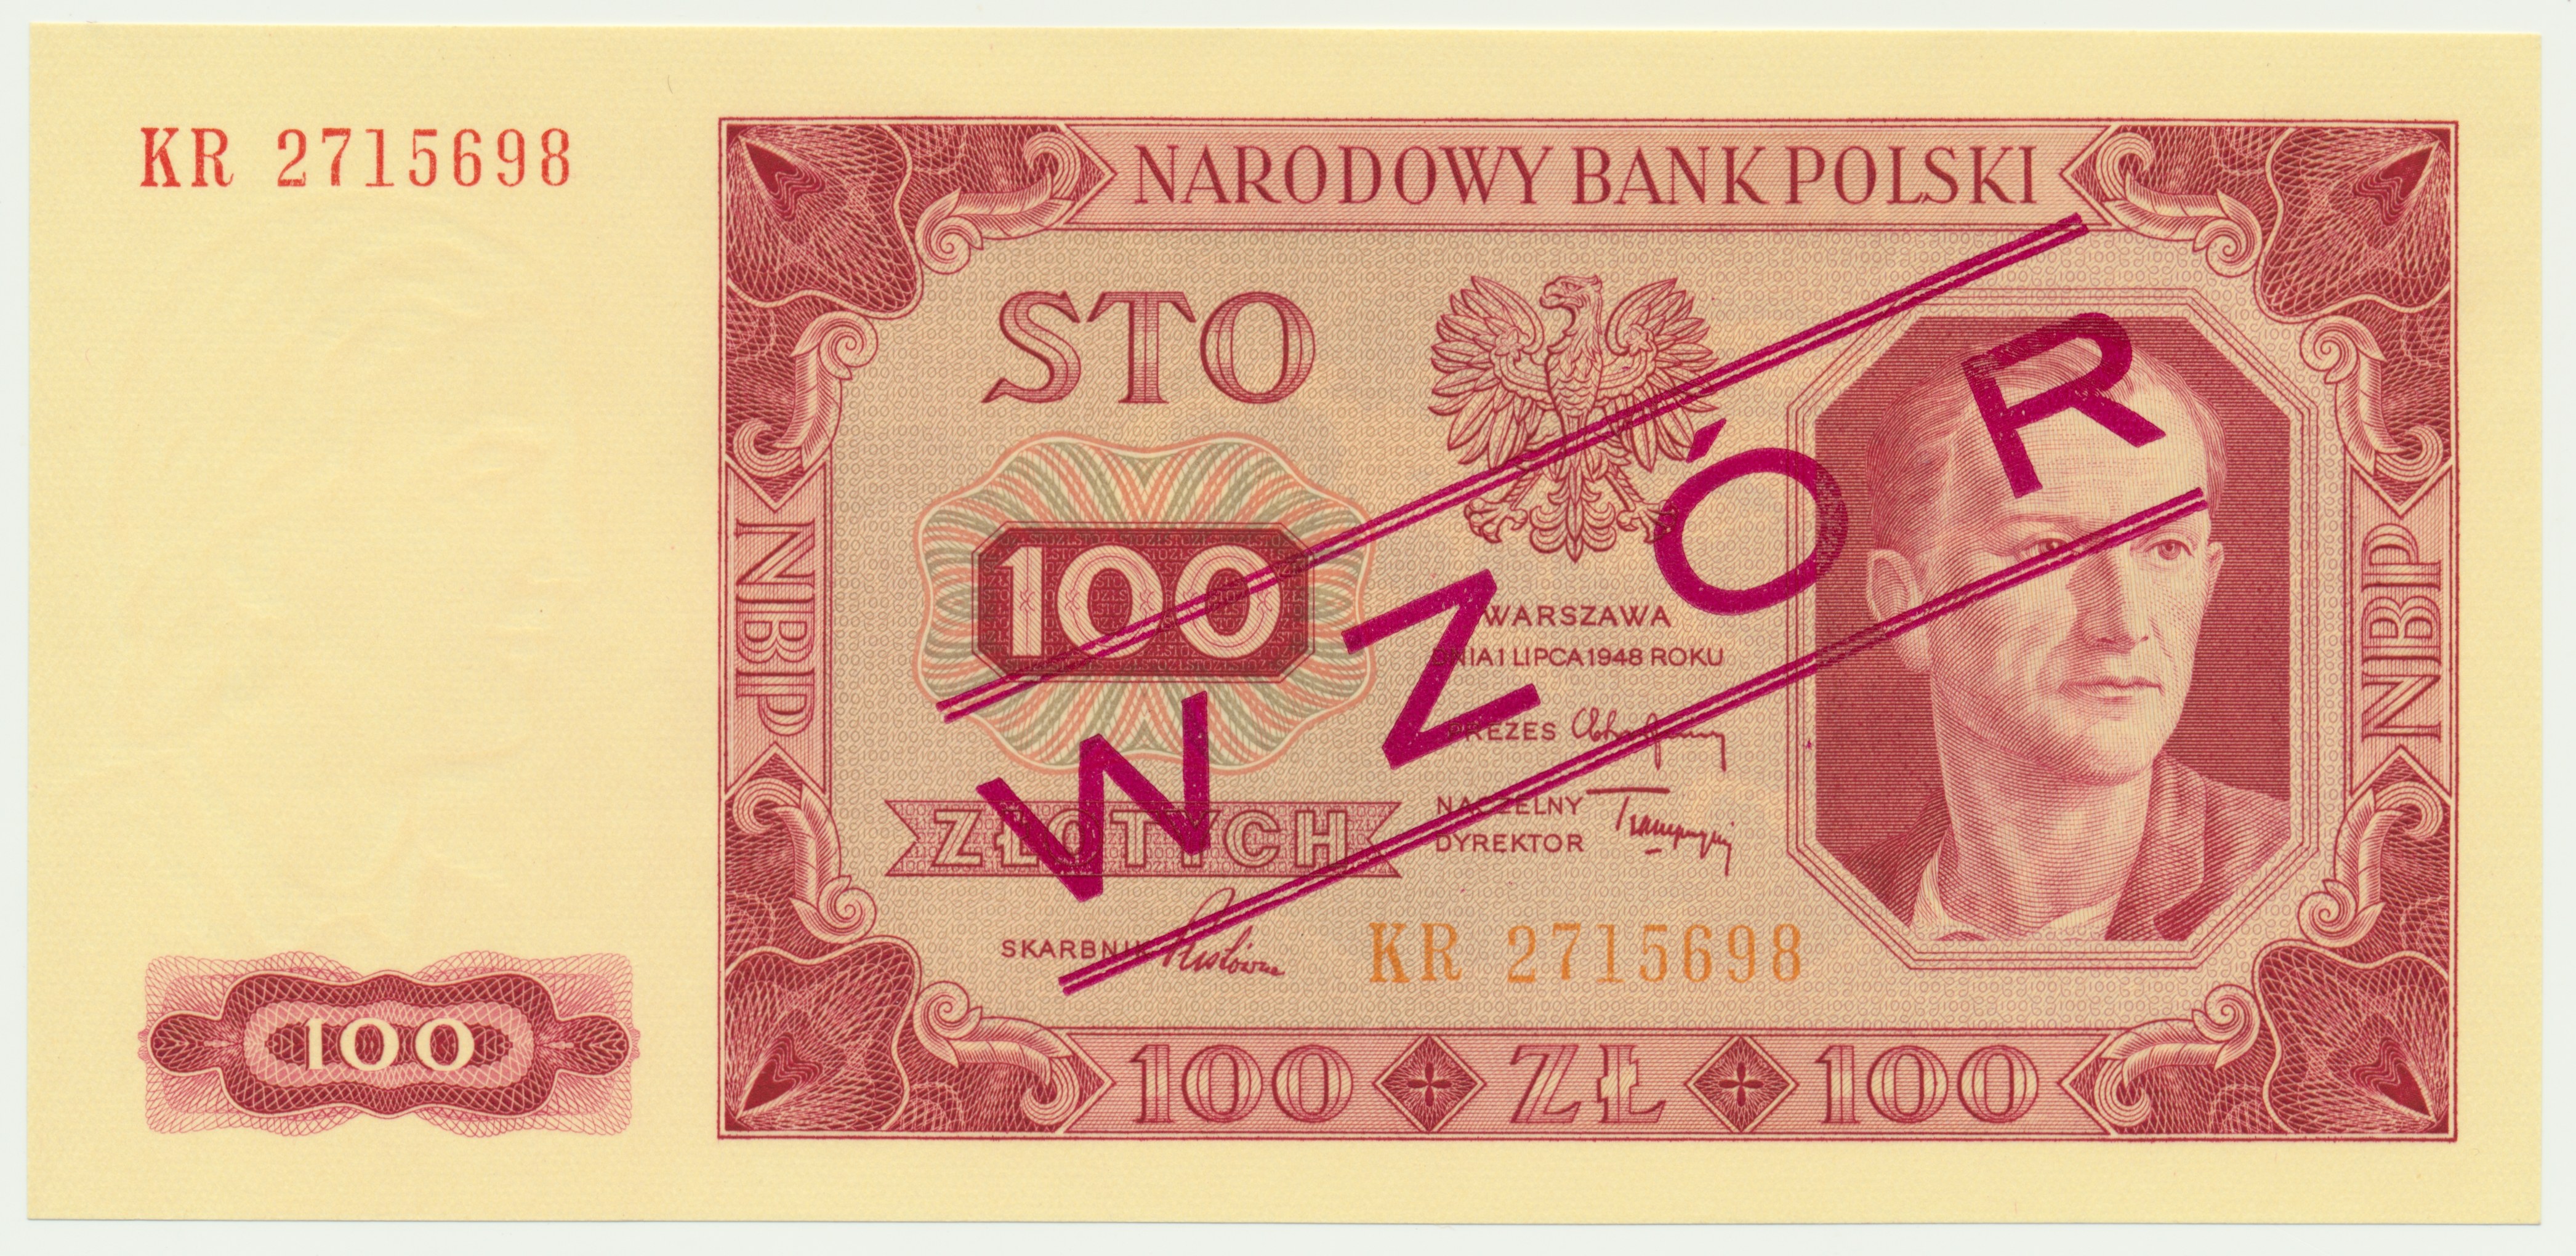 KR 2715698
NARODOWY BANK POLSKI
STO
100
ZŁOTYCH
WARSZAWA
DNIA 1 LIPCA 1948 ROKU
PREZES
NACZELNY
DYREKTOR
SKARBNIK
KR 2715698
WZÓR
NBP
NBP
100
100 ZŁ 100